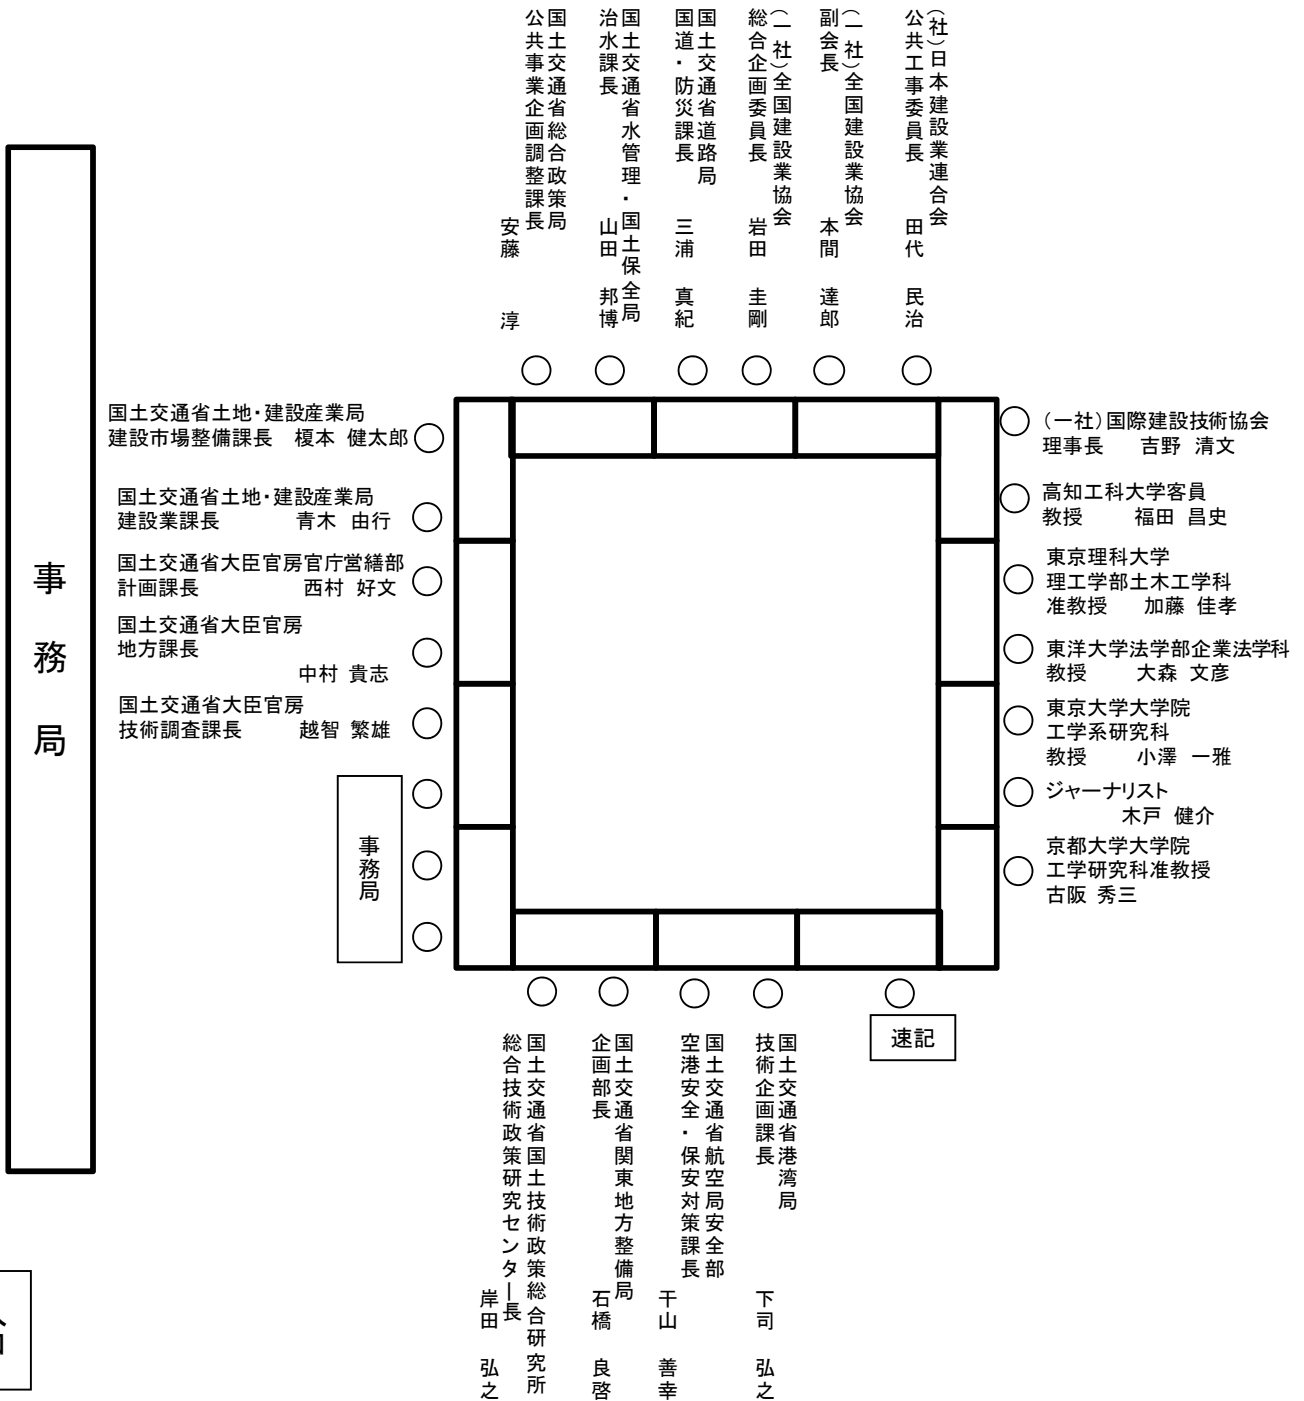 (社)日本建設業連合会
公共工事委員長　田代　民治
(一社)全国建設業協会
副会長　本間　達郎
(一社)全国建設業協会
総合企画委員長　岩田　圭剛
国土交通省道路局
国道・防災課長　三浦　真紀
国土交通省水管理・国土保全局
治水課長　山田　邦博
国土交通省総合政策局
公共事業企画調整課長
安藤　淳
事務局
国土交通省土地・建設産業局
建設市場整備課長　榎本 健太郎
国土交通省土地・建設産業局
建設業課長　青木 由行
国土交通省大臣官房官庁営繕部
計画課長　西村 好文
国土交通省大臣官房
地方課長
中村 貴志
国土交通省大臣官房
技術調査課長　越智 繁雄
事務局
(一社)国際建設技術協会
理事長　吉野 清文
高知工科大学客員
教授　福田 昌史
東京理科大学
理工学部土木工学科
准教授　加藤 佳孝
東洋大学法学部企業法学科
教授　大森 文彦
東京大学大学院
工学系研究科
教授　小澤 一雅
ジャーナリスト
木戸 健介
京都大学大学院
工学研究科准教授
古阪 秀三
速記
国土交通省港湾局
技術企画課長　下司　弘之
国土交通省航空局安全部
空港安全・保安対策課長
干山　善幸
国土交通省関東地方整備局
企画部長　石橋　良啓
国土交通省国土技術政策総合研究所
総合技術政策研究センター長
岸田　弘之